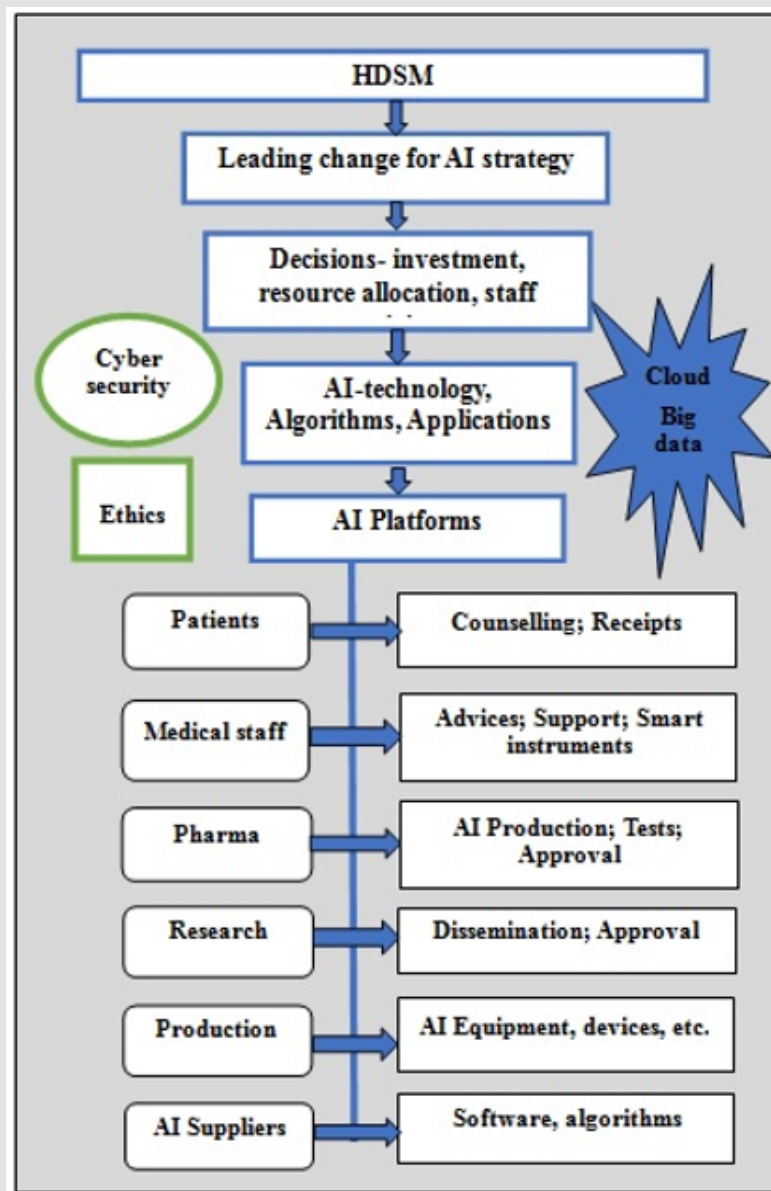 HDSM
Leading change for AI strategy
Decisions- investment,
resource allocation, staff
Cyber
security
AI-technology,
Algorithms, Applications
Cloud
Big
data
Ethics
AI Platforms
Patients
Counselling; Receipts
Medical staff
Advices; Support; Smart
instruments
Pharma
AI Production; Tests;
Approval
Research
Dissemination; Approval
Production
AI Equipment, devices, etc.
AI Suppliers
Software, algorithms